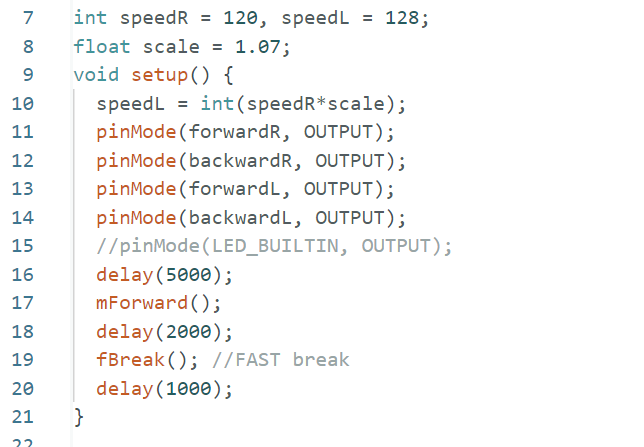 7 int speedR = 120, speedL = 128;
8 float scale = 1.07;
9 void setup() {
10 speedL = int(speedR*scale);
11 pinMode(forwardR, OUTPUT);
12 pinMode(backwardR, OUTPUT);
13 pinMode(forwardL, OUTPUT);
14 pinMode(backwardL, OUTPUT);
15 //pinMode(LED_BUILTIN, OUTPUT);
16 delay(5000);
17 mForward();
18 delay(2000);
19 fBreak(); //FAST break
20 delay(1000);
21 }
22